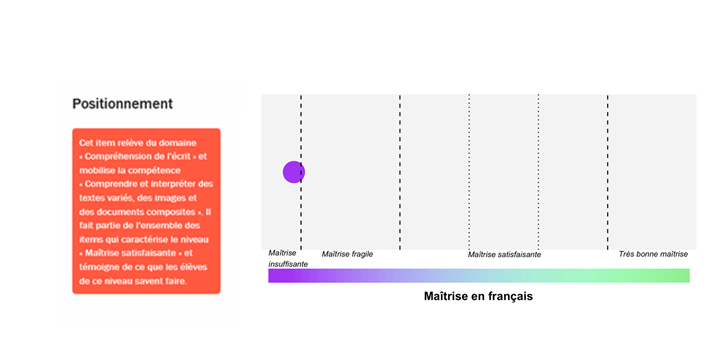 Positionnement
Cet item relève du domaine
« Compréhension de l'écrit » et
mobilise la compétence
« Comprendre et interpréter des
textes variés, des images et
des documents composites ». Il
fait partie de l'ensemble des
items qui caractérise le niveau
« Maîtrise satisfaisante » et
témoigne de ce que les élèves
de ce niveau savent faire.
Maîtrise
insuffisante
Maîtrise fragile
Maîtrise satisfaisante
Très bonne maîtrise
Maîtrise en français